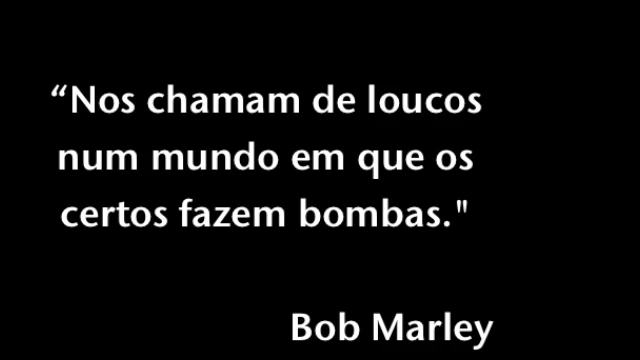 “Nos chamam de loucos
num mundo em que os
certos fazem bombas."
Bob Marley